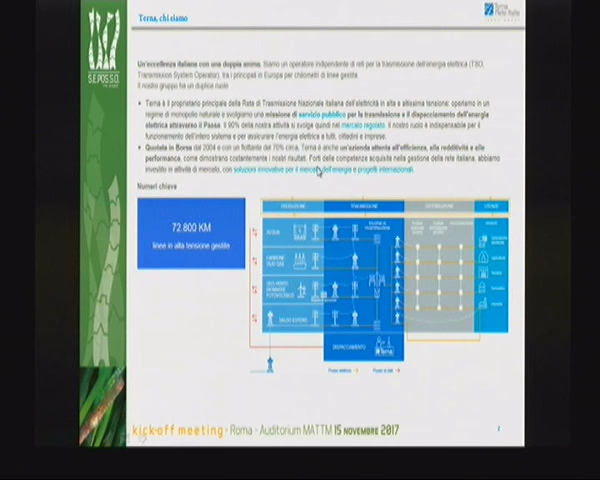 Terna, chi siamo
Terna
Rete Italia
S.E.POS.SO.
Un'eccellenza italiana con una doppia anima. Siamo un operatore indipendente di reti per la trasmissione dell'energia elettrica (TSO,
Transmission System Operator), tra i principali in Europa per chilometri di linee gestite.
Il nostro gruppo ha un duplice ruolo
• Terna è il proprietario principale della Rete di Trasmissione Nazionale italiana dell'elettricità in alta e altissima tensione: operiamo in un
regime di monopolio naturale e svolgiamo una missione di servizio pubblico per la trasmissione e il dispacciamento dell'energia
elettrica attraverso il Paese. Il 90% della nostra attività si svolge quindi nel mercato regolato. Il nostro ruolo è indispensabile per il
funzionamento dell'intero sistema e per assicurare l'energia elettrica a tutti, cittadini e imprese.
• Quotata in Borsa dal 2004 e con un flottante del 70% circa, Terna è anche un'azienda attenta all'efficienza, alla redditività e alle
performance, come dimostrano costantemente i nostri risultati. Forti delle competenze acquisite nella gestione della rete italiana, abbiamo
investito in attività di mercato, con soluzioni innovative per il mercato dell'energia e progetti internazionali.
Numeri chiave
72.800 KM
linee in alta tensione gestite
PRODUZIONE
TRASMISSIONE
DISTRIBUZIONE
UTENZE
ACQUA
DISPACCIAMENTO
Terna
kick-off meeting - Roma - Auditorium MATTM 15 NOVEMBRE 2017